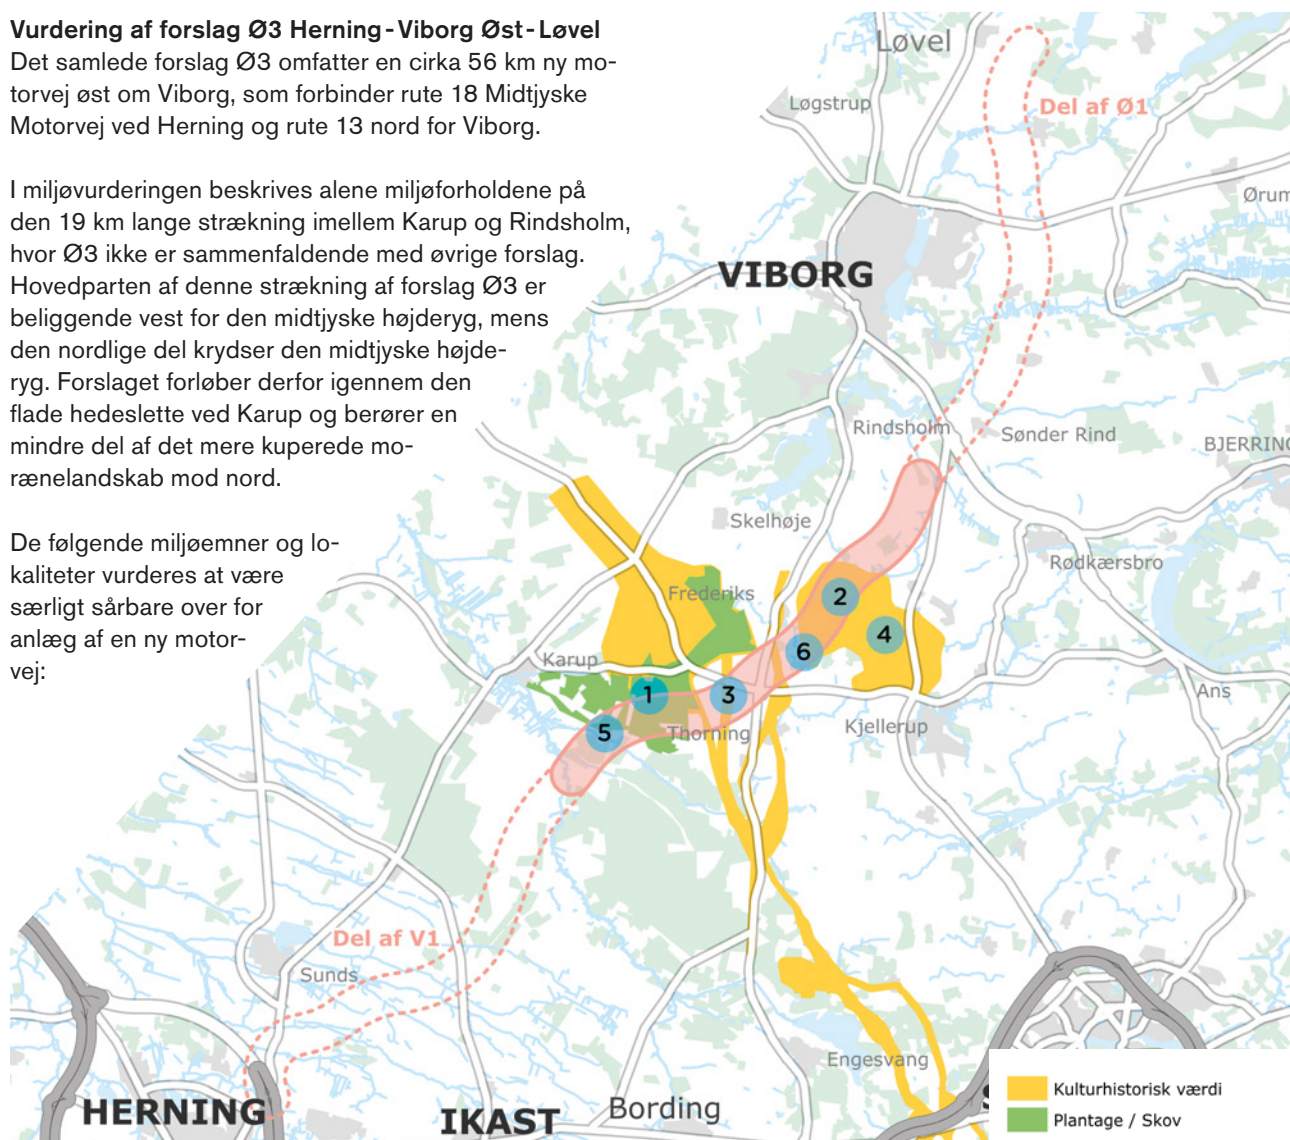 Vurdering af forslag Ø3 Herning - Viborg Øst - Løvel
Det samlede forslag Ø3 omfatter en cirka 56 km ny mo-
torvej øst om Viborg, som forbinder rute 18 Midtjyske
Motorvej ved Herning og rute 13 nord for Viborg.
I miljøvurderingen beskrives alene miljøforholdene på
den 19 km lange strækning imellem Karup og Rindsholm,
hvor Ø3 ikke er sammenfaldende med øvrige forslag.
Hovedparten af denne strækning af forslag Ø3 er
beliggende vest for den midtjyske højderyg, mens
den nordlige del krydser den midtjyske højde-
ryg. Forslaget forløber derfor igennem den
flade hedeslette ved Karup og berører en
mindre del af det mere kuperede mo-
rænelandskab mod nord.
De følgende miljøemner og lo-
kaliteter vurderes at være
særligt sårbare over for
anlæg af en ny motor-
vej:
Løvel
Løgstrup
Del af Ø1
Ørum
VIBORG
Rindsholm
Sønder Rind
BJERRING
Skelhøje
Rødkærsbro
Frederiks
2
4
6
Karup
1
3
Ans
5
Thorning
Kjellerup
Del af V1
Sunds
Engesvang
HERNING
IKAST
Bording
S
Kulturhistorisk værdi
Plantage / Skov